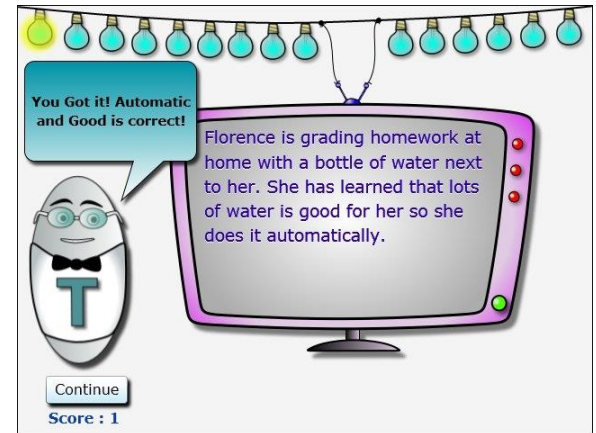 You Got it! Automatic
and Good is correct!
Florence is grading homework at
home with a bottle of water next
to her. She has learned that lots
of water is good for her so she
does it automatically.
T
Continue
Score : 1